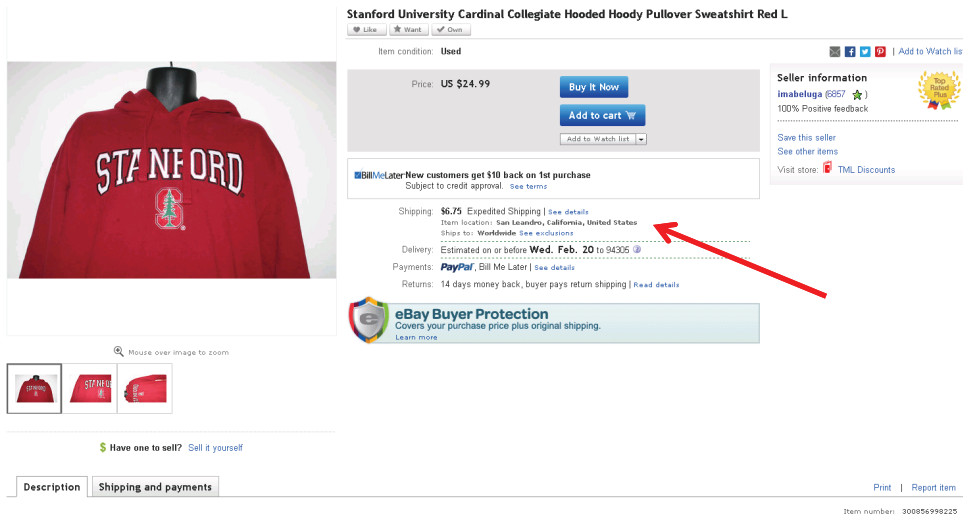 Stanford University Cardinal Collegiate Hooded Hoody Pullover Sweatshirt Red L
Like Want Own
Item condition: Used
Add to Watch lis
Price: US $24.99
Buy It Now
Add to cart
Add to Watch list
Seller information
imabeluga (6857 )
100% Positive feedback
Top Rated Plus
Save this seller
See other items
Visit store: TML Discounts
STANFORD
S
BillMeLater New customers get $10 back on 1st purchase
Subject to credit approval. See terms
Shipping: $6.75 Expedited Shipping | See details
Item location: San Leandro, California, United States
Ships to: Worldwide See exclusions
Delivery: Estimated on or before Wed. Feb. 20 to 94305
Payments: PayPal, Bill Me Later | See details
Returns: 14 days money back, buyer pays return shipping | Read details
e eBay Buyer Protection
Covers your purchase price plus original shipping.
Learn more
Mouse over image to zoom
STANFORD
STANFO
$ Have one to sell? Sell it yourself
Description Shipping and payments
Print | Report item
Item number: 300856998225